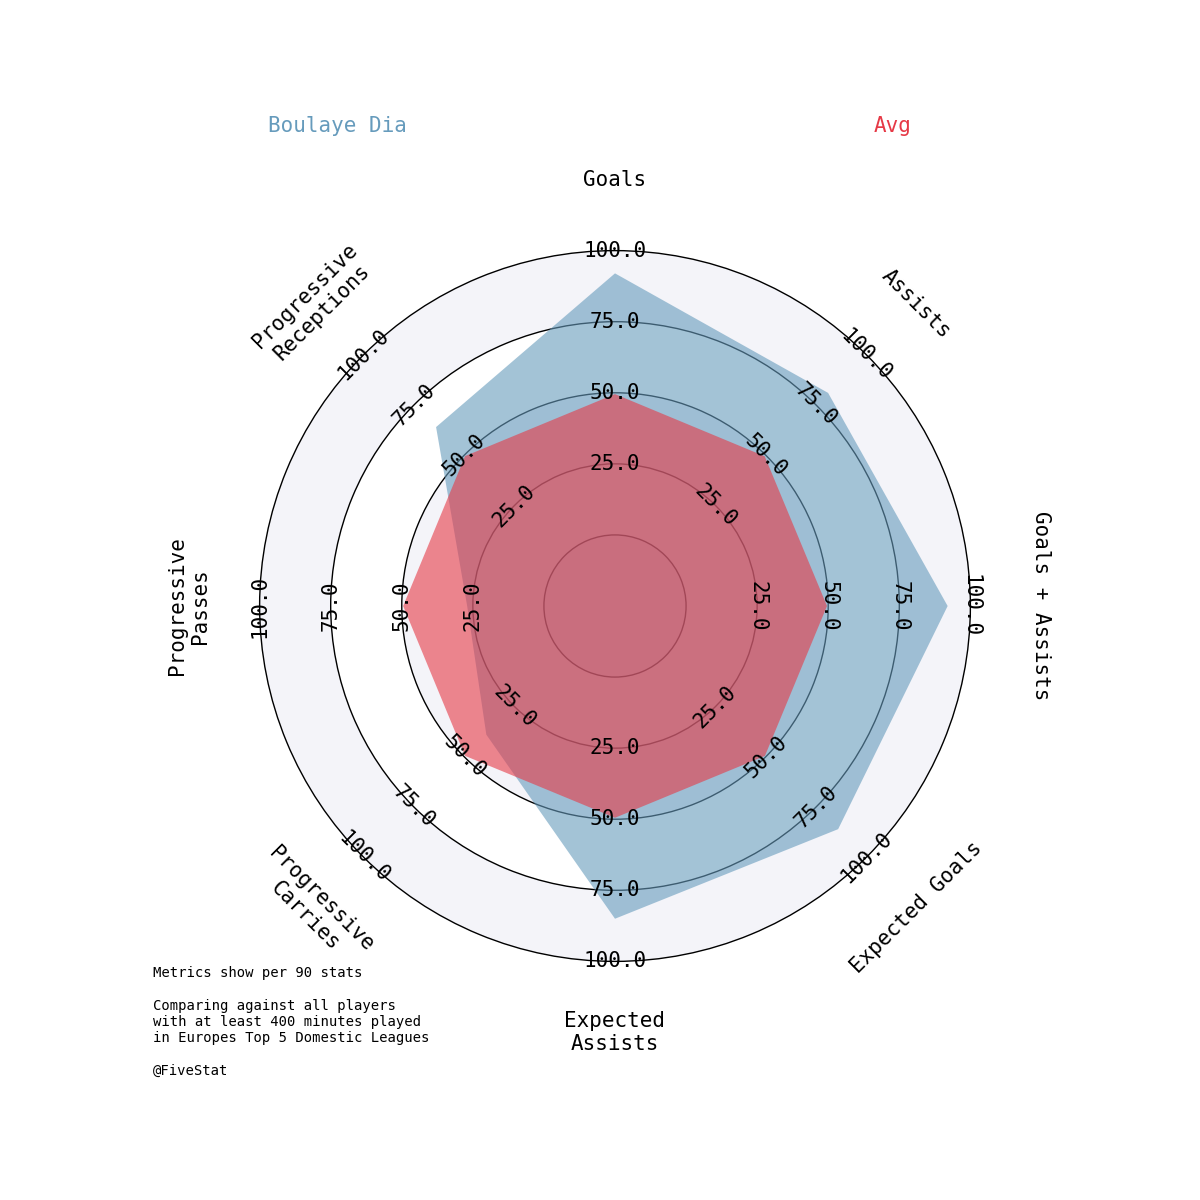 Boulaye Dia
Avg
Goals
Assists
Goals + Assists
Expected Goals
Expected
Assists
Progressive
Carries
Progressive
Passes
Progressive
Receptions
25.0
50.0
75.0
100.0
25.0
50.0
75.0
100.0
25.0
50.0
75.0
100.0
25.0
50.0
75.0
100.0
25.0
50.0
75.0
100.0
25.0
50.0
75.0
100.0
25.0
50.0
75.0
100.0
25.0
50.0
75.0
100.0
Metrics show per 90 stats
Comparing against all players
with at least 400 minutes played
in Europes Top 5 Domestic Leagues
@FiveStat